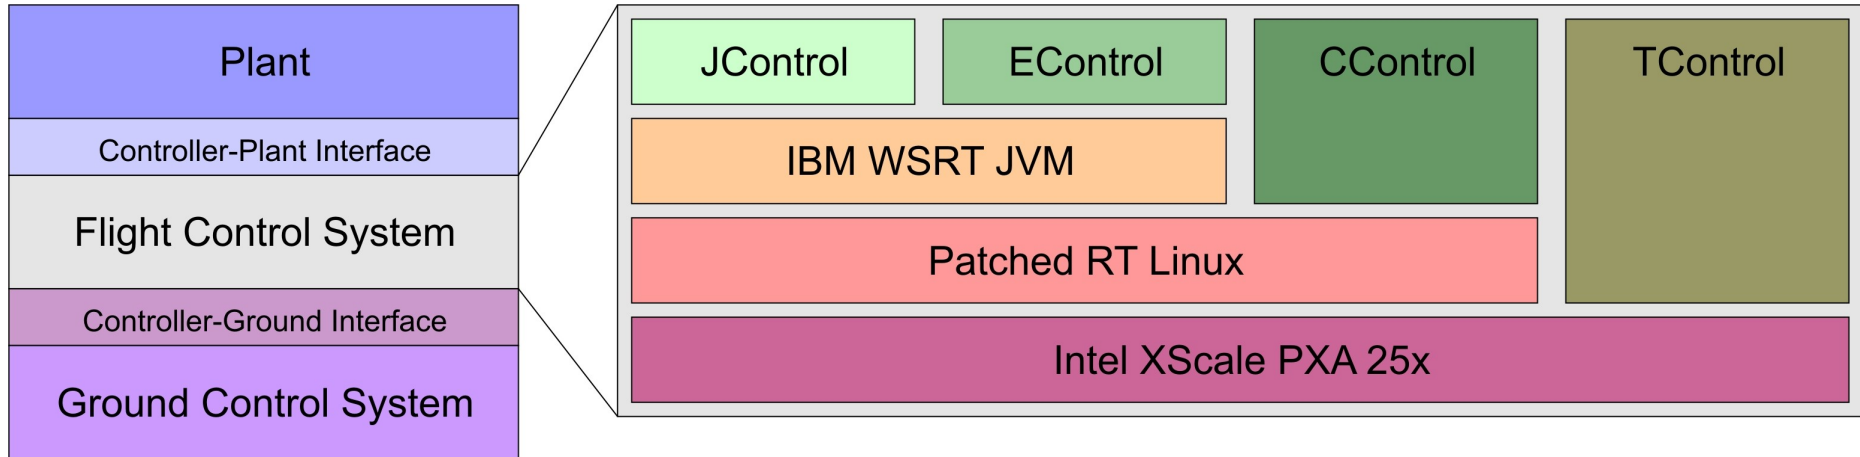 Plant
Controller-Plant Interface
Flight Control System
Controller-Ground Interface
Ground Control System
JControl
EControl
CControl
TControl
IBM WSRT JVM
Patched RT Linux
Intel XScale PXA 25x